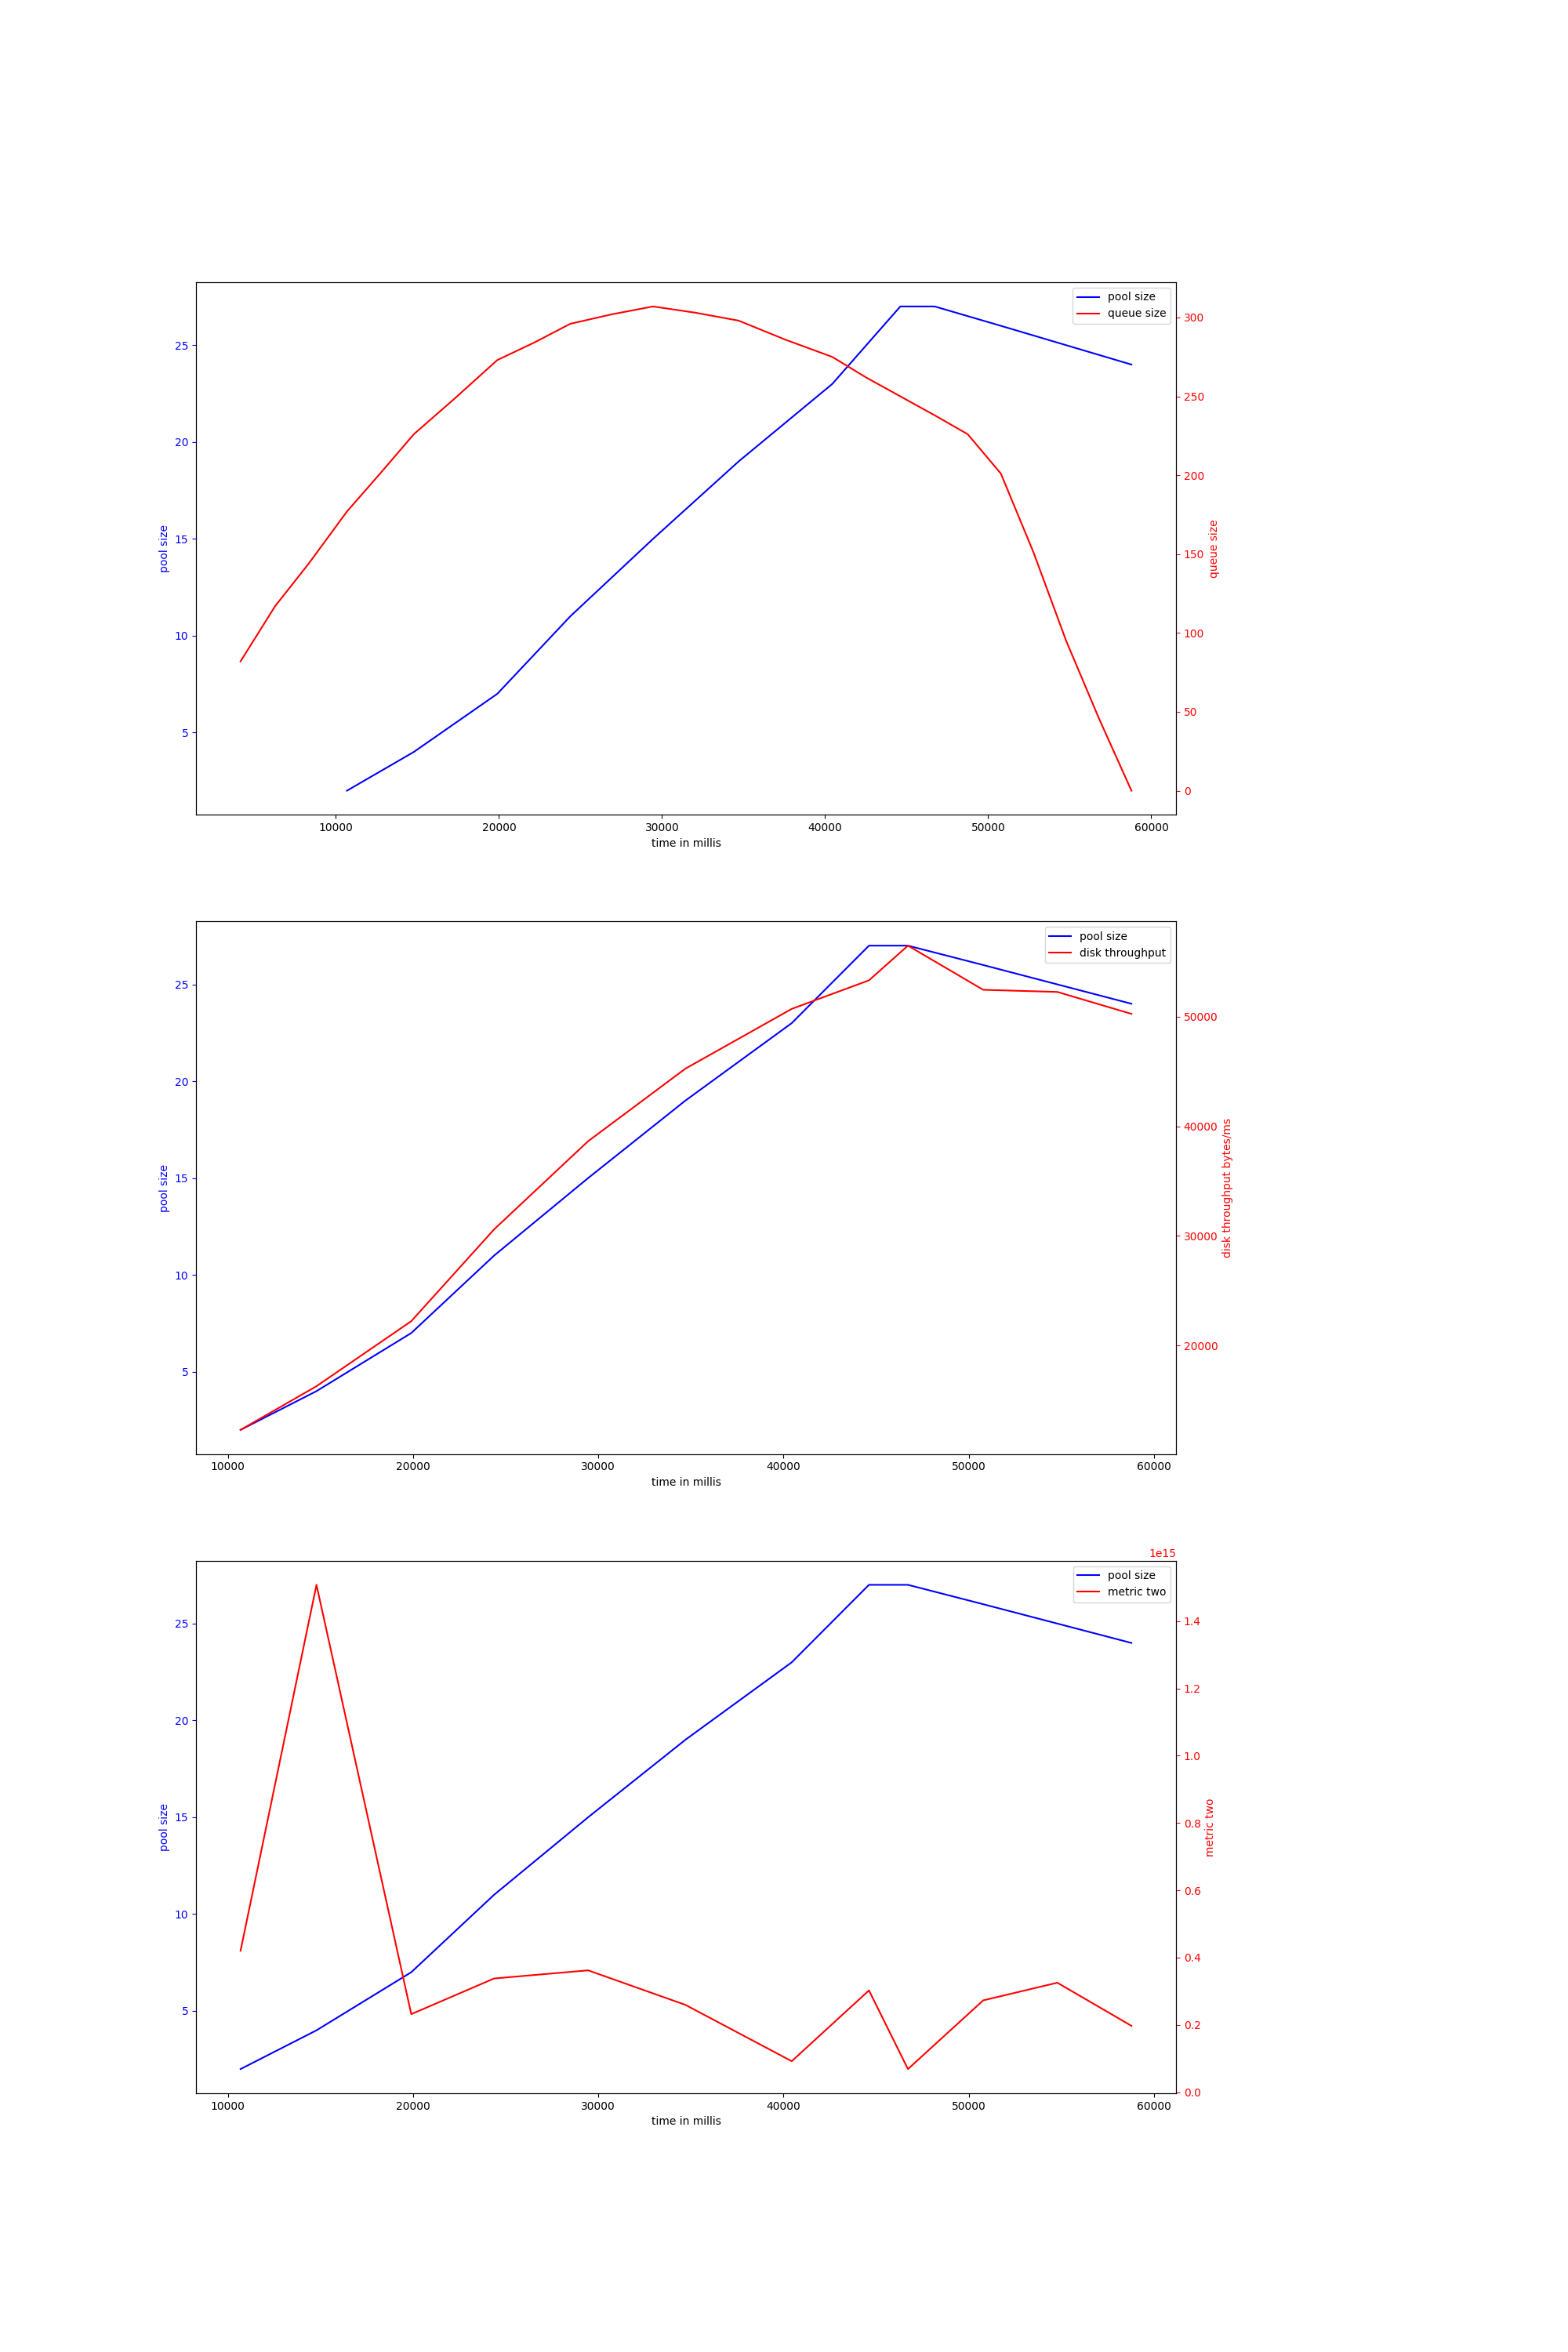 pool size
queue size
25
20
15
10
5
pool size
300
250
200
150
100
50
0
queue size
10000 20000 30000 40000 50000 60000
time in millis
pool size
disk throughput
25
20
15
10
5
pool size
50000
40000
30000
20000
disk throughput bytes/ms
10000 20000 30000 40000 50000 60000
time in millis
1e15
pool size
metric two
25
20
15
10
5
pool size
1.4
1.2
1.0
0.8
0.6
0.4
0.2
0.0
metric two
10000 20000 30000 40000 50000 60000
time in millis